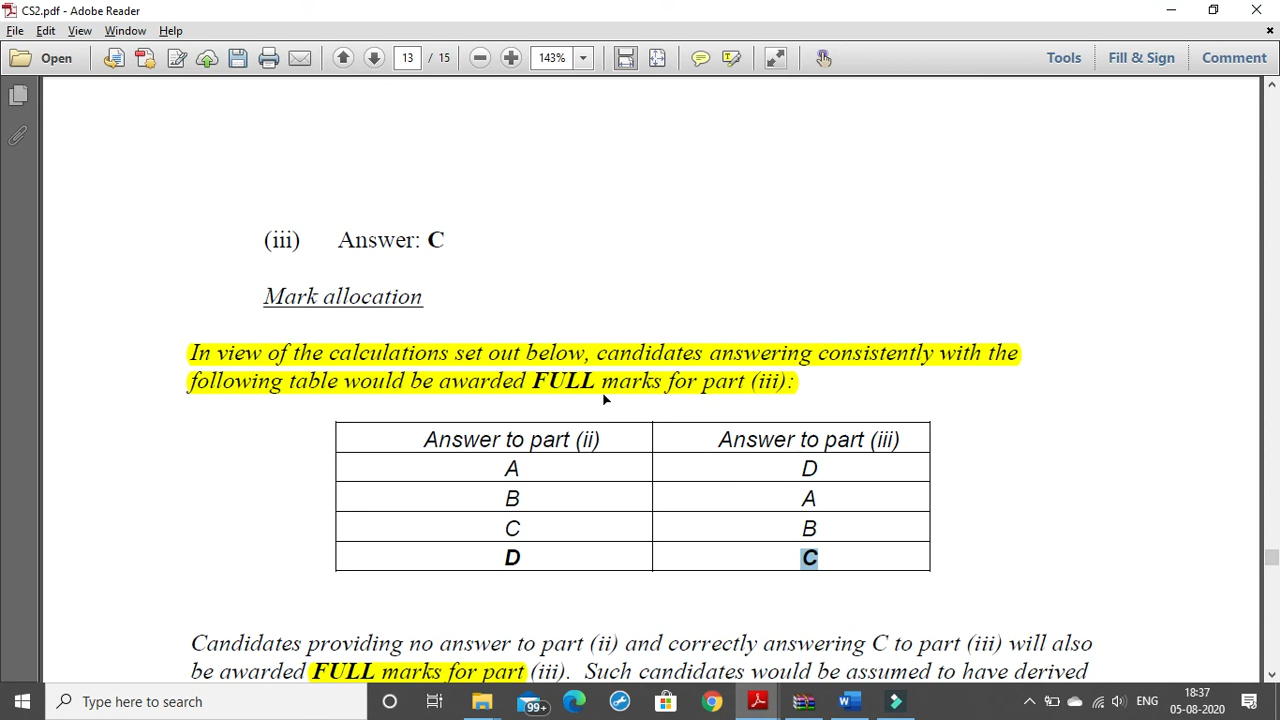 CS2.pdf - Adobe Reader
File Edit View Window Help
Open 13 / 15 143% Tools Fill & Sign Comment
(iii) Answer: C
Mark allocation
In view of the calculations set out below, candidates answering consistently with the
following table would be awarded FULL marks for part (iii):
Answer to part (ii) Answer to part (iii)
A D
B A
C B
D C
Candidates providing no answer to part (ii) and correctly answering C to part (iii) will also
be awarded FULL marks for part (iii). Such candidates would be assumed to have derived
Type here to search 99+ ENG 18:37
05-08-2020